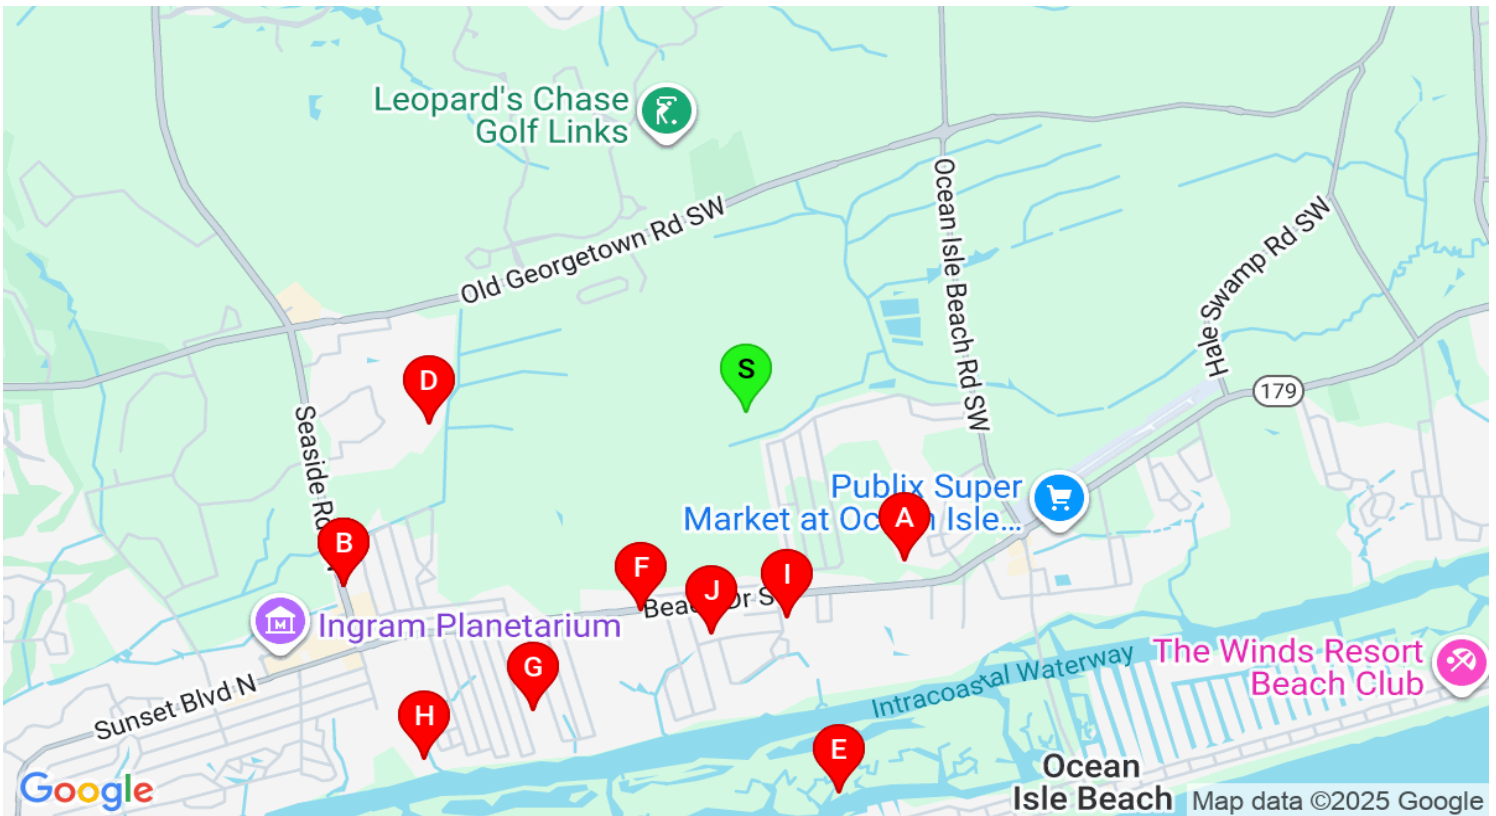 Leopard's Chase
Golf Links
Old Georgetown Rd SW
Ocean Isle Beach Rd SW
Hale Swamp Rd SW
179
S
D
Seaside Rd
Publix Super
Market at Isle...
A
B
F
J
I
Dr
Ingram Planetarium
G
H
E
Sunset Blvd N
Intracoastal Waterway
The Winds Resort
Beach Club
Ocean
Isle Beach
Google
Map data ©2025 Google